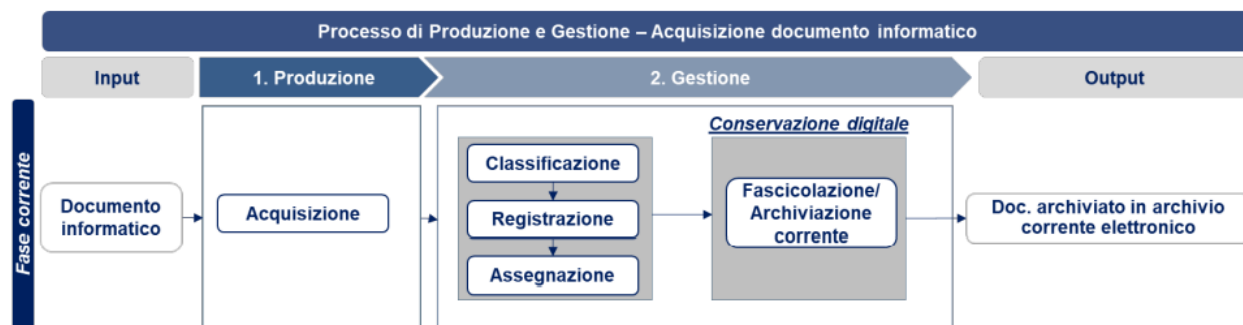 Processo di Produzione e Gestione – Acquisizione documento informatico
Input
1. Produzione
2. Gestione
Output
Fase corrente
Documento
informatico
Acquisizione
Classificazione
Registrazione
Assegnazione
Conservazione digitale
Fascicolazione/
Archiviazione
corrente
Doc. archiviato in archivio
corrente elettronico